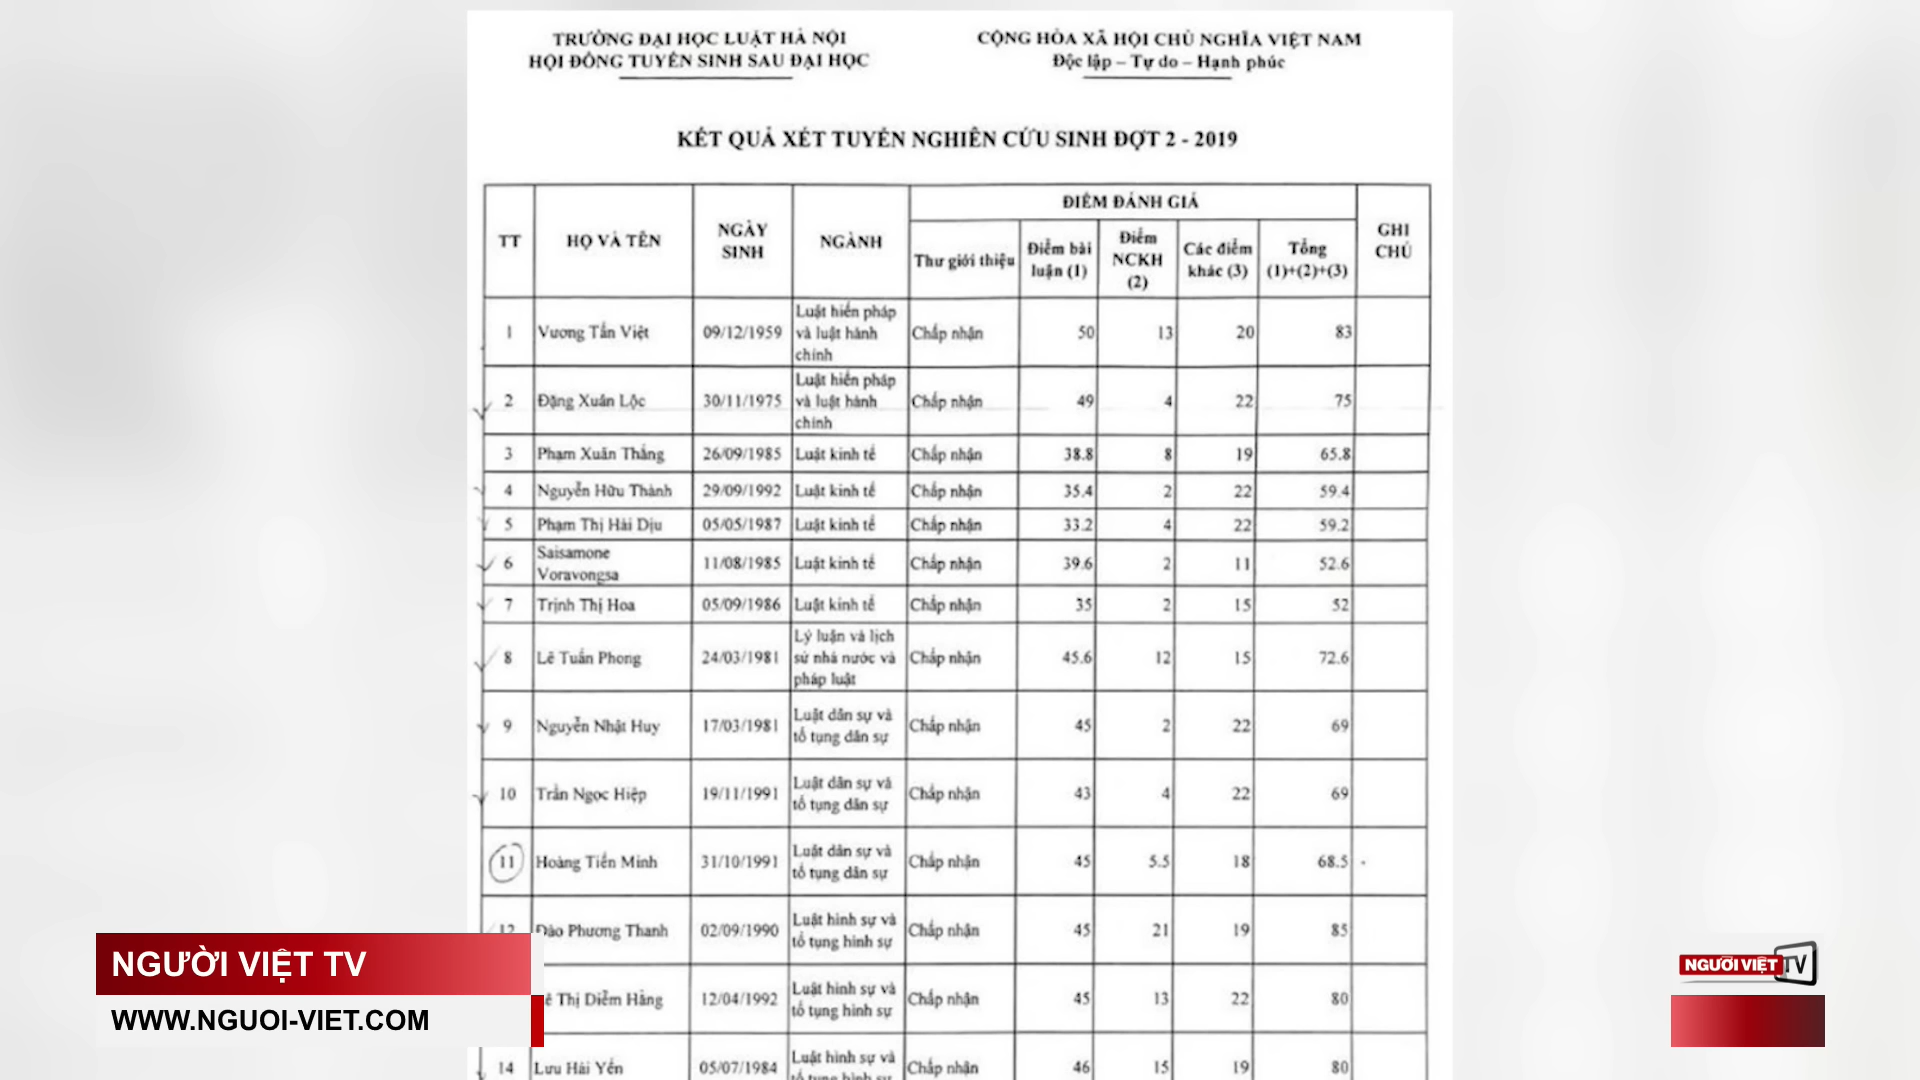 TRƯỜNG ĐẠI HỌC LUẬT HÀ NỘI
HỘI ĐỒNG TUYỂN SINH SAU ĐẠI HỌC
CỘNG HÒA XÃ HỘI CHỦ NGHĨA VIỆT NAM
Độc lập – Tự do – Hạnh phúc
KẾT QUẢ XÉT TUYỂN NGHIÊN CỨU SINH ĐỢT 2 - 2019
TT HỌ VÀ TÊN NGÀY SINH NGÀNH ĐIỂM ĐÁNH GIÁ GHI CHÚ
Thư giới thiệu Điểm bài luận (1) Điểm NCKH (2) Các điểm khác (3) Tổng (1)+(2)+(3)
1 Vương Tấn Việt 09/12/1959 Luật hiến pháp và luật hành chính Chấp nhận 50 13 20 83
2 Đặng Xuân Lộc 30/11/1975 Luật hiến pháp và luật hành chính Chấp nhận 49 4 22 75
3 Phạm Xuân Thắng 26/09/1985 Luật kinh tế Chấp nhận 38.8 8 19 65.8
4 Nguyễn Hữu Thành 29/09/1992 Luật kinh tế Chấp nhận 35.4 2 22 59.4
5 Phạm Thị Hải Dịu 05/05/1987 Luật kinh tế Chấp nhận 33.2 4 22 59.2
6 Saisamone Voravongsa 11/08/1985 Luật kinh tế Chấp nhận 39.6 2 11 52.6
7 Trịnh Thị Hoa 05/09/1986 Luật kinh tế Chấp nhận 35 2 15 52
8 Lê Tuấn Phong 24/03/1981 Lý luận và lịch sử nhà nước và pháp luật Chấp nhận 45.6 12 15 72.6
9 Nguyễn Nhật Huy 17/03/1981 Luật dân sự và tố tụng dân sự Chấp nhận 45 2 22 69
10 Trần Ngọc Hiệp 19/11/1991 Luật dân sự và tố tụng dân sự Chấp nhận 43 4 22 69
11 Hoàng Tiến Minh 31/10/1991 Luật dân sự và tố tụng dân sự Chấp nhận 45 5.5 18 68.5
12 Đào Phương Thanh 02/09/1990 Luật hình sự và tố tụng hình sự Chấp nhận 45 21 19 85
Thị Diễm Hằng 12/04/1992 Luật hình sự và tố tụng hình sự Chấp nhận 45 13 22 80
14 Lưu Hải Yến 05/07/1984 Luật hình sự và tố tụng hình sự Chấp nhận 46 15 19 80
NGƯỜI VIỆT TV
WWW.NGUOI-VIET.COM
NGƯỜI VIỆT TV